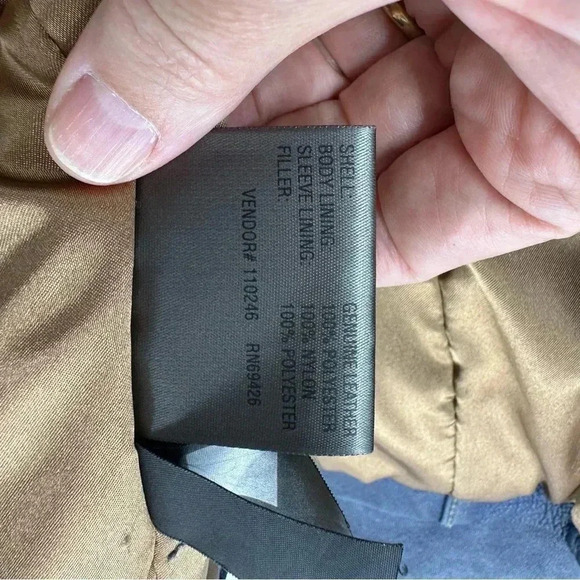 SHELL: GENUINE LEATHER
BODY LINING 100% POLYESTER
SLEEVE LINING: 100% NYLON
FILLER: 100% POLYESTER
VENDOR# 110246 RN69426